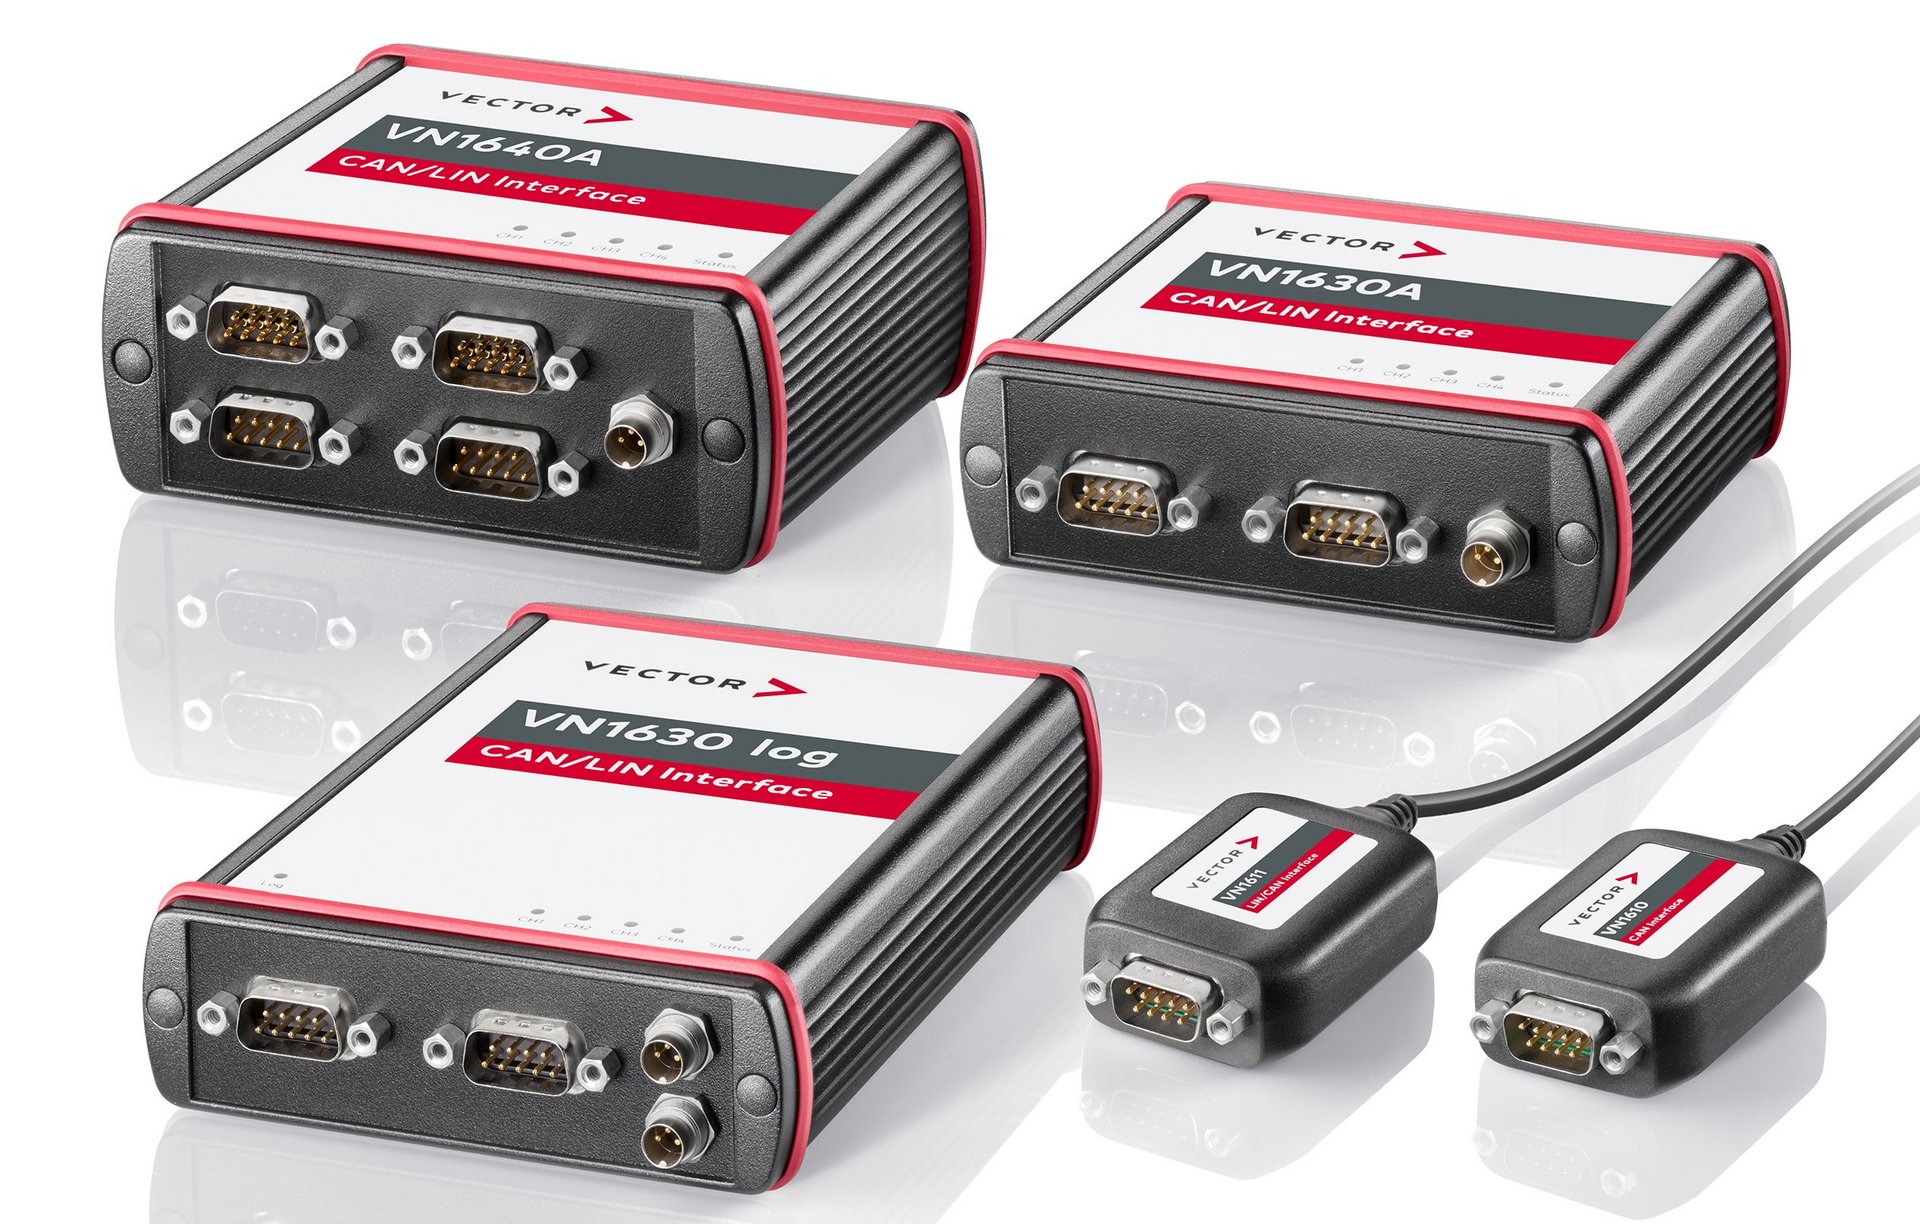 VECTOR
VN1640A
CAN/LIN Interface
CH1 CH2 CH3 CH4 Status
VECTOR
VN1630A
CAN/LIN Interface
CH1 CH2 CH3 CH4 Status
VECTOR
VN1630 log
CAN/LIN Interface
Log
CH1 CH2 CH3 CH4 Status
VECTOR
VN1611
LIN/CAN Interface
VECTOR
VN1610
CAN Interface